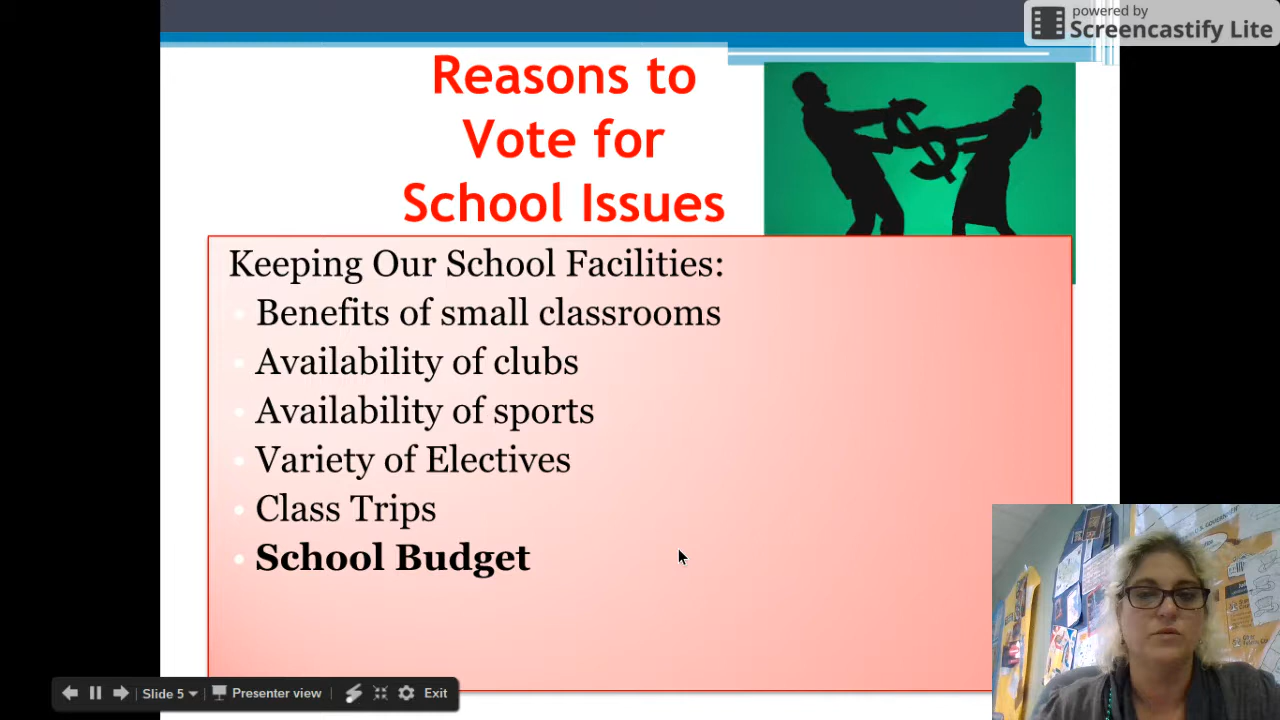 powered by
Screencastify Lite
Reasons to
Vote for
School Issues
Keeping Our School Facilities:
Benefits of small classrooms
Availability of clubs
Availability of sports
Variety of Electives
Class Trips
School Budget
Slide 5
Presenter view
Exit